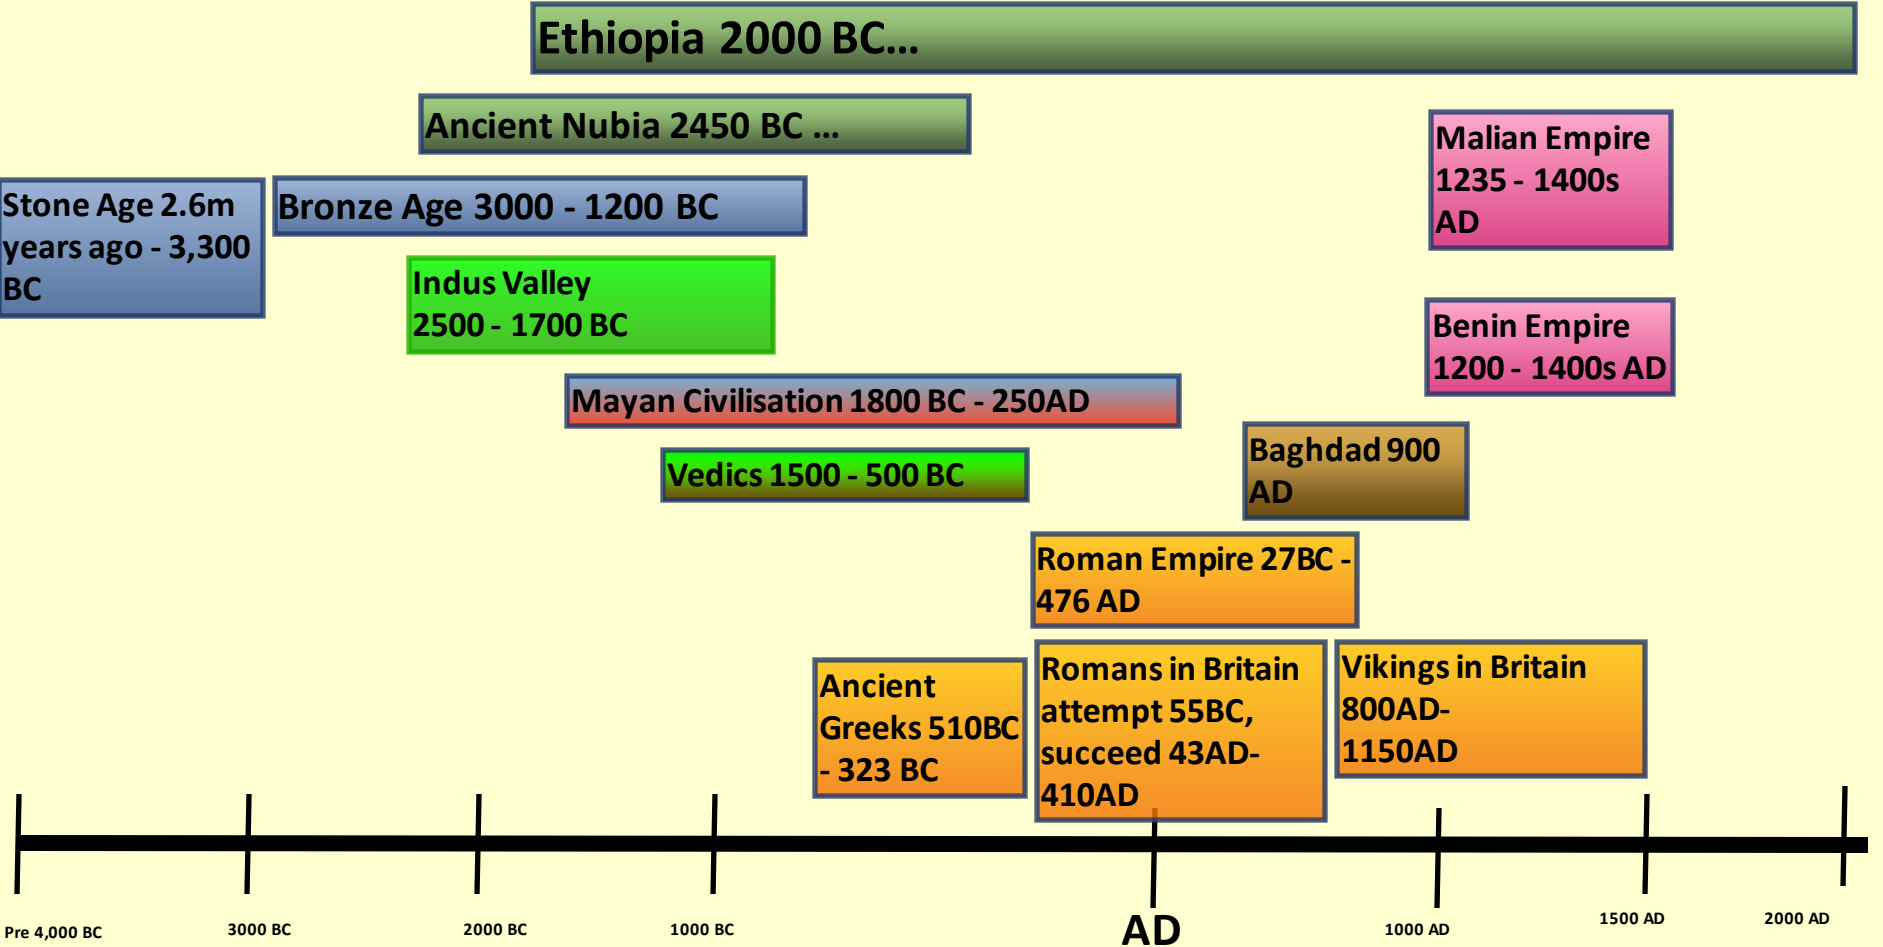 Ethiopia 2000 BC...
Ancient Nubia 2450 BC ...
Malian Empire
1235 - 1400s
AD
Stone Age 2.6m
years ago - 3,300
BC
Bronze Age 3000 - 1200 BC
Indus Valley
2500 - 1700 BC
Benin Empire
1200 - 1400s AD
Mayan Civilisation 1800 BC - 250AD
Baghdad 900
AD
Vedics 1500 - 500 BC
Roman Empire 27BC -
476 AD
Ancient
Greeks 510BC
- 323 BC
Romans in Britain
attempt 55BC,
succeed 43AD-
410AD
Vikings in Britain
800AD-
1150AD
Pre 4,000 BC
3000 BC
2000 BC
1000 BC
AD
1000 AD
1500 AD
2000 AD